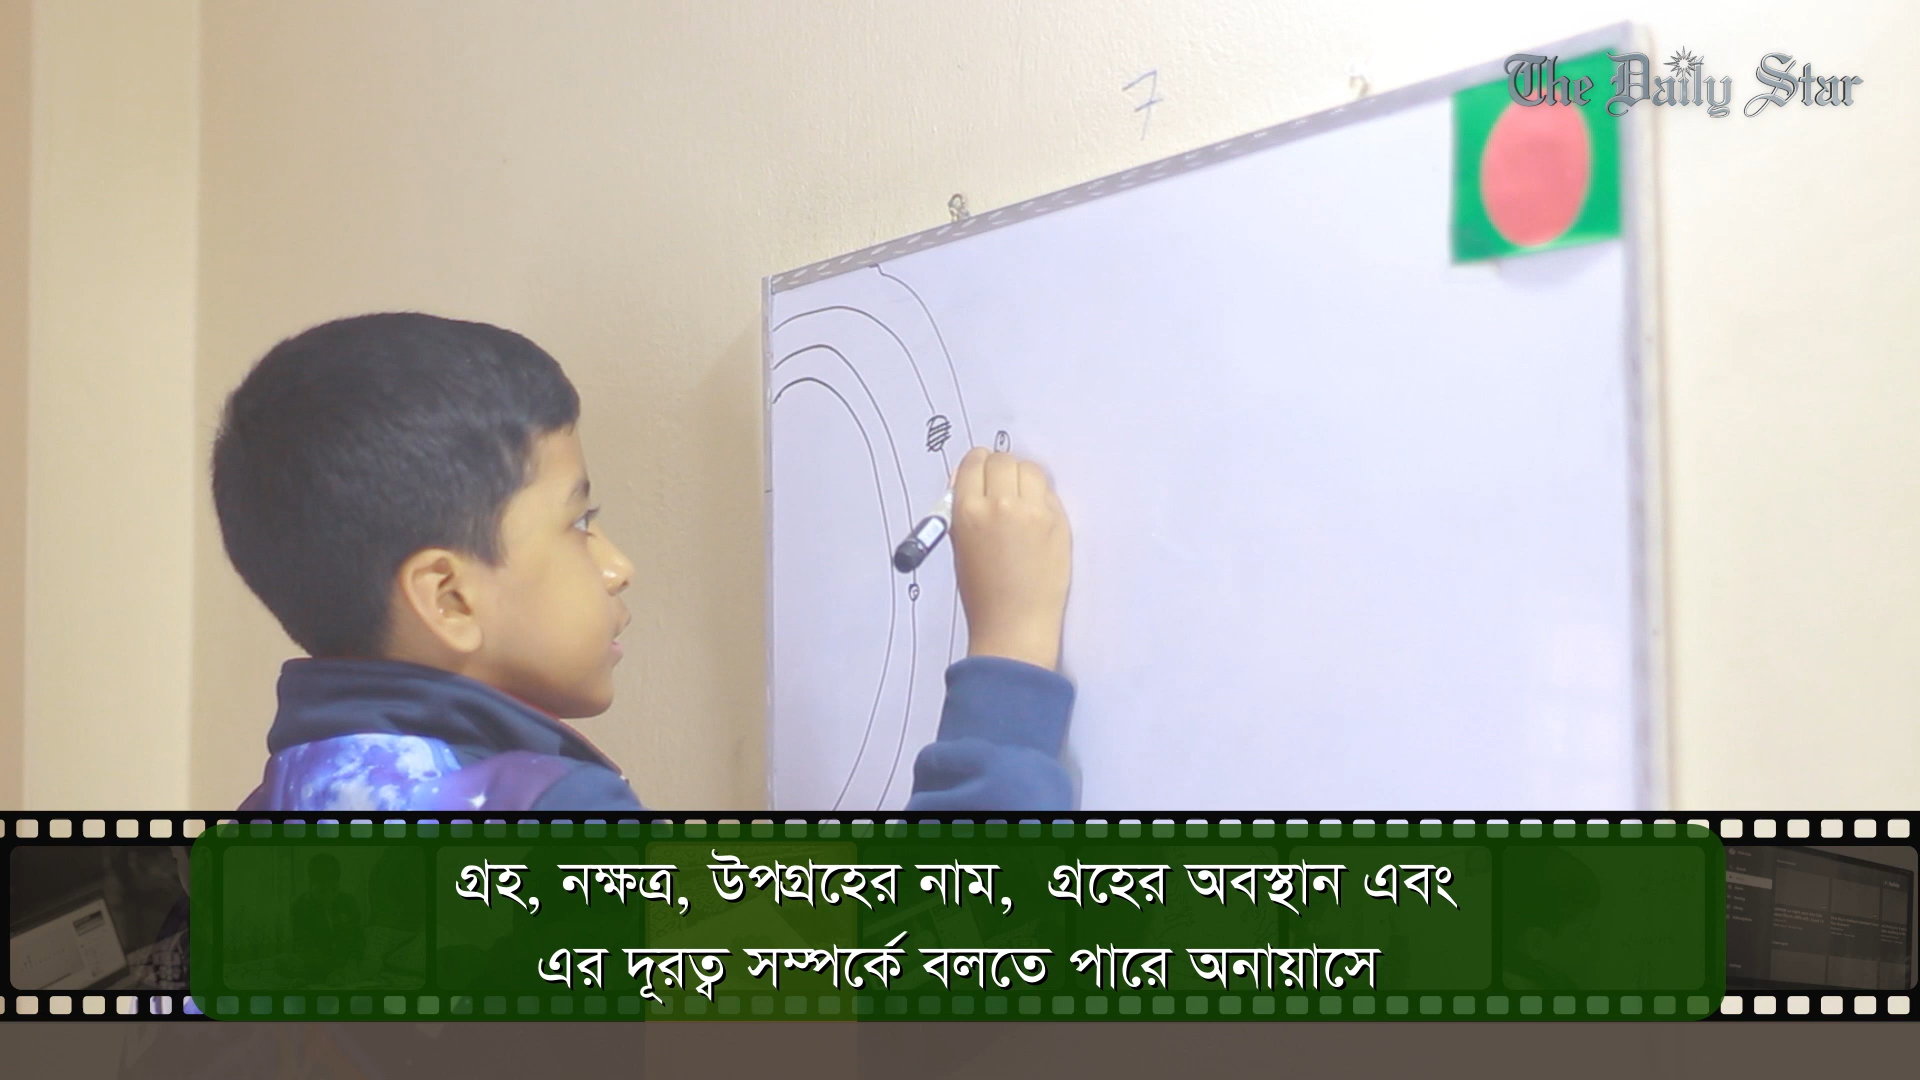 The Daily Star
7
গ্রহ, নক্ষত্র, উপগ্রহের নাম, গ্রহের অবস্থান এবং
এর দূরত্ব সম্পর্কে বলতে পারে অনায়াসে